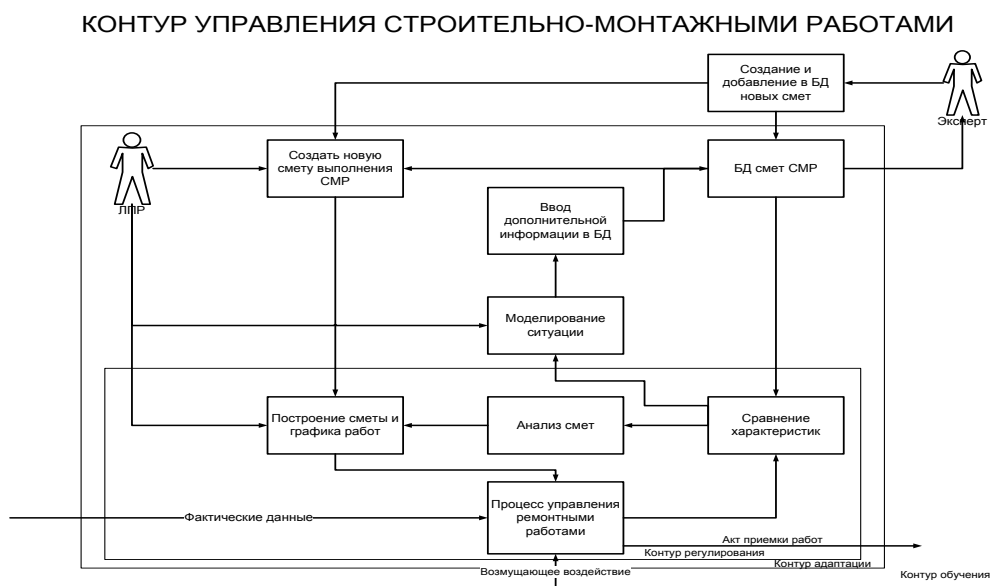 КОНТУР УПРАВЛЕНИЯ СТРОИТЕЛЬНО-МОНТАЖНЫМИ РАБОТАМИ
Создание и
добавление в БД
новых смет
Эксперт
ЛПР
Создать новую
смету выполнения
СМР
БД смет СМР
Ввод
дополнительной
информации в БД
Моделирование
ситуации
Построение сметы и
графика работ
Анализ смет
Сравнение
характеристик
Фактические данные
Процесс управления
ремонтными
работами
Акт приемки работ
Контур регулирования
Контур адаптации
Возмущающее воздействие
Контур обучения